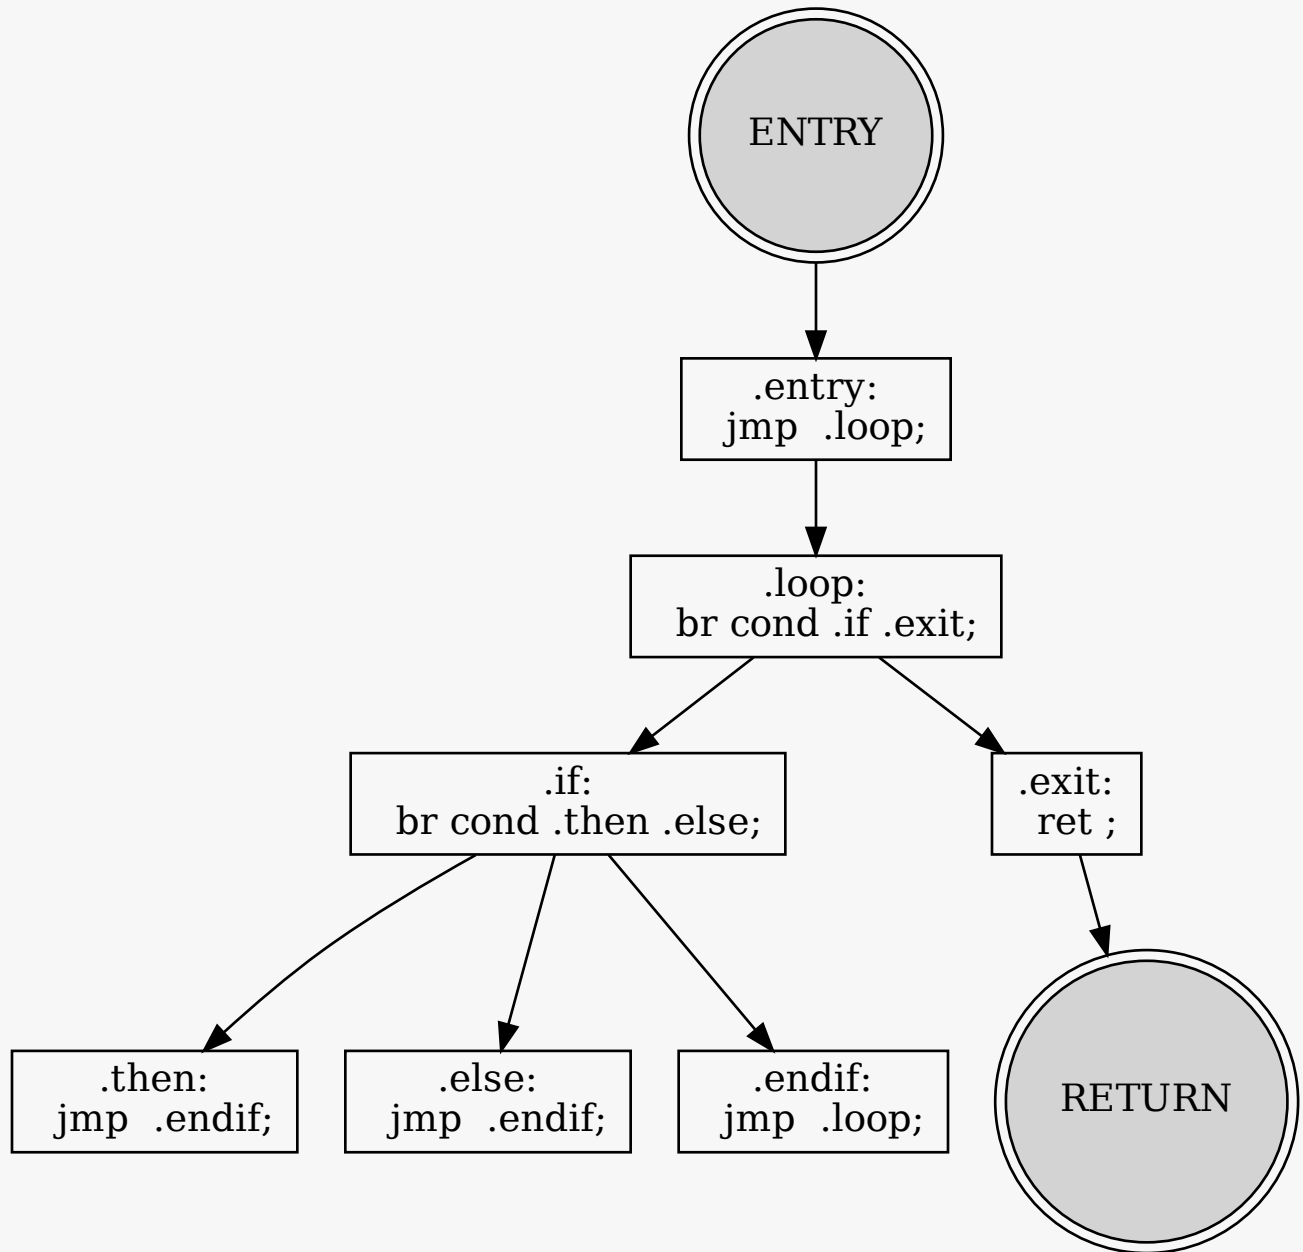 ENTRY
.entry:
jmp  .loop;
.loop:
br cond .if .exit;
.if:
br cond .then .else;
.exit:
ret ;
.then:
jmp  .endif;
.else:
jmp  .endif;
.endif:
jmp  .loop;
RETURN